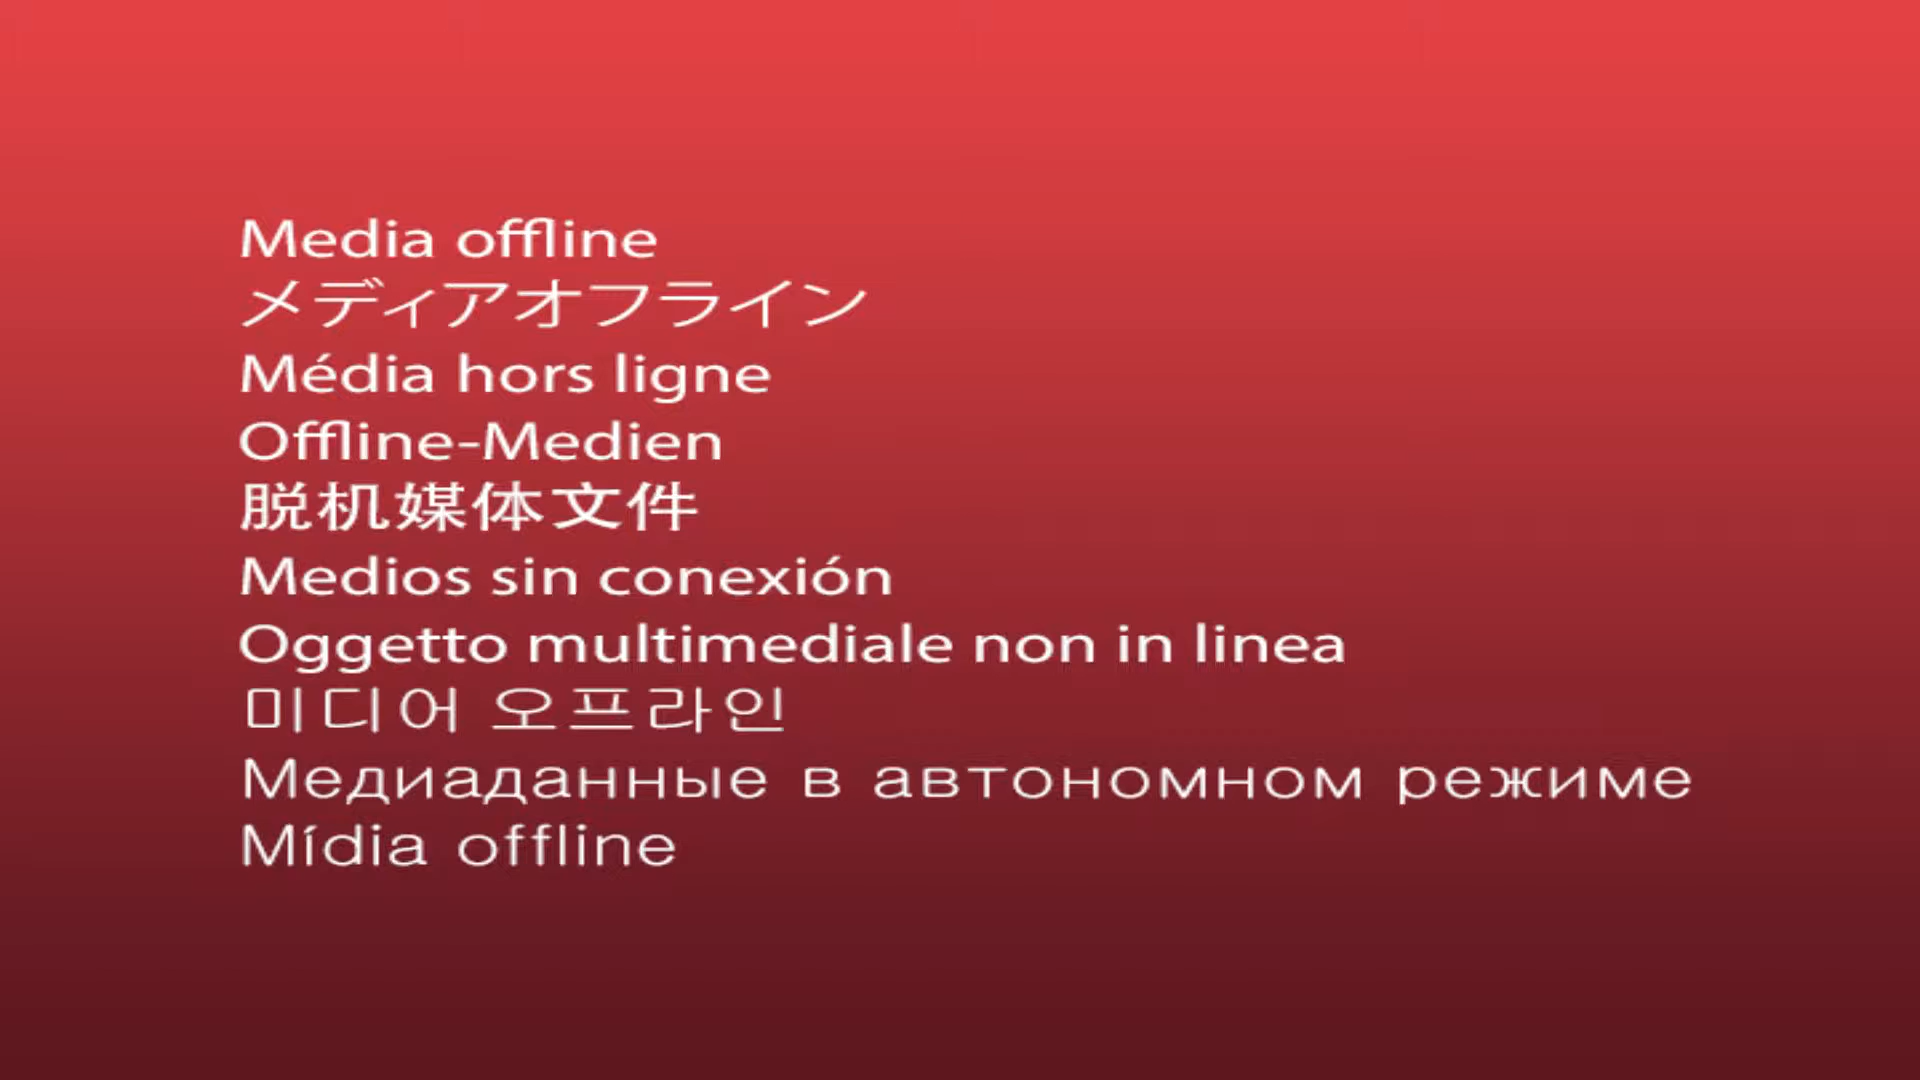 Media offline
メディアオフライン
Média hors ligne
Offline-Medien
脱机媒体文件
Medios sin conexión
Oggetto multimediale non in linea
미디어 오프라인
Медиаданные в автономном режиме
Mídia offline